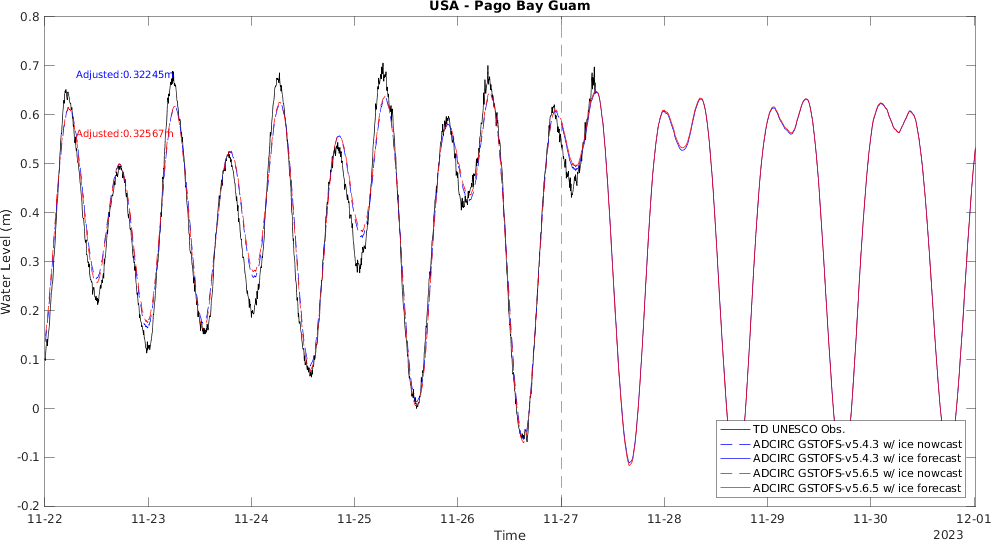 USA - Pago Bay Guam
0.8
0.7
0.6
0.5
0.4
0.3
0.2
0.1
0
-0.1
-0.2
Water Level (m)
Adjusted:0.32245m
Adjusted:0.32567m
TD UNESCO Obs.
ADCIRC GSTOFS-v5.4.3 w/ ice nowcast
ADCIRC GSTOFS-v5.4.3 w/ ice forecast
ADCIRC GSTOFS-v5.6.5 w/ ice nowcast
ADCIRC GSTOFS-v5.6.5 w/ ice forecast
11-22 11-23 11-24 11-25 11-26 11-27 11-28 11-29 11-30 12-01
Time
2023